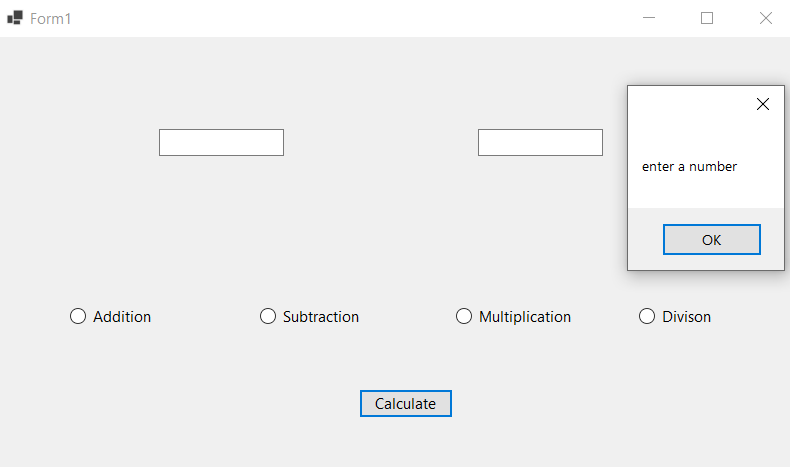 Form1
enter a number
OK
Addition
Subtraction
Multiplication
Divison
Calculate